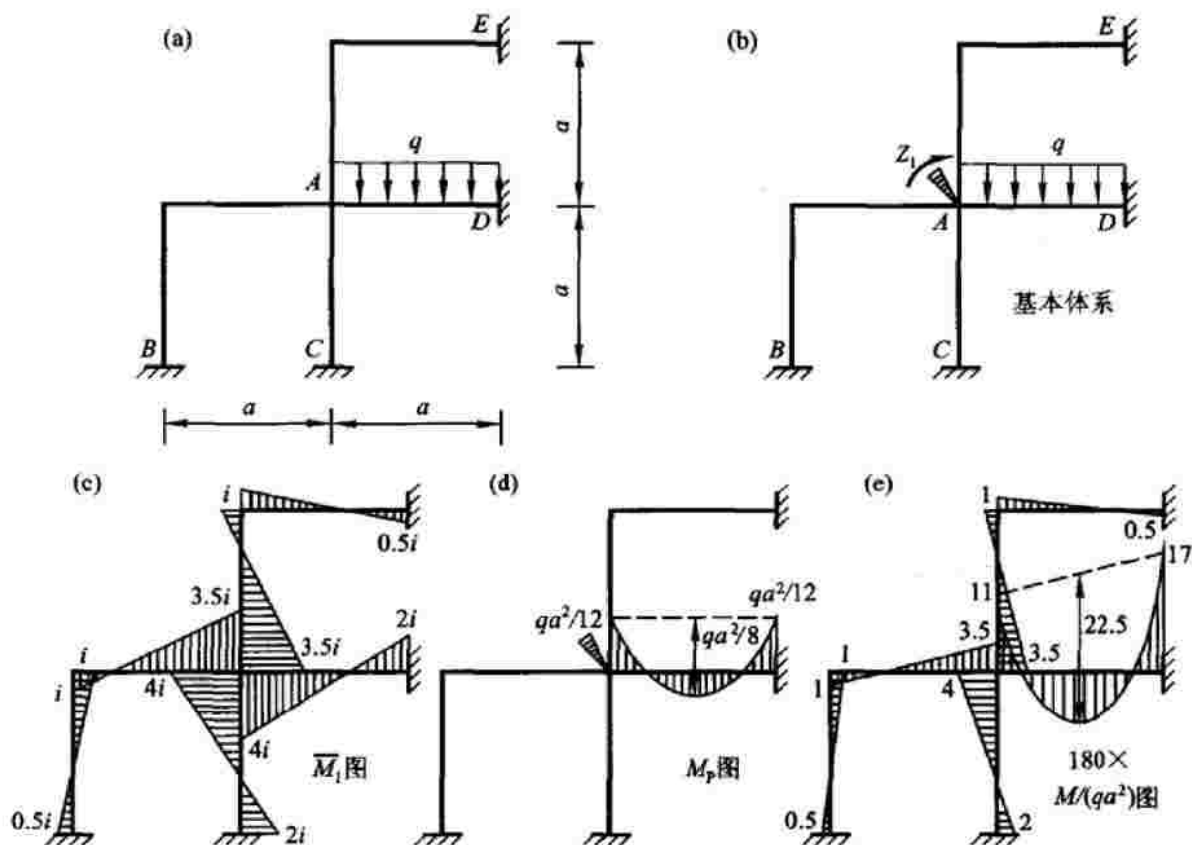 (a)
E
a
q
A
D
a
B
C
a
a
(b)
E
Z₁
q
A
D
基本体系
B
C
(c)
i
0.5i
3.5i
2i
3.5i
i
i
4i
4i
M̄₁图
0.5i
2i
(d)
qa²/12
qa²/12
qa²/8
M_P图
(e)
1
0.5
17
11
22.5
3.5
3.5
1
1
4
180×
M/(qa²)图
0.5
2